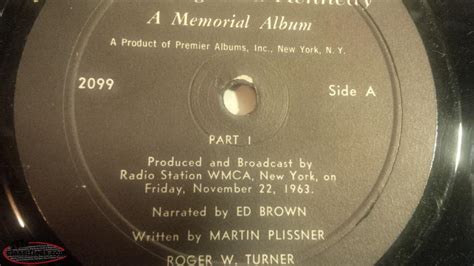 Kennedy
A Memorial Album
A Product of Premier Albums, Inc., New York, N. Y.
2099
Side A
PART I
Produced and Broadcast by
Radio Station WMCA, New York, on
Friday, November 22, 1963.
Narrated by ED BROWN
Written by MARTIN PLISSNER
ROGER W. TURNER